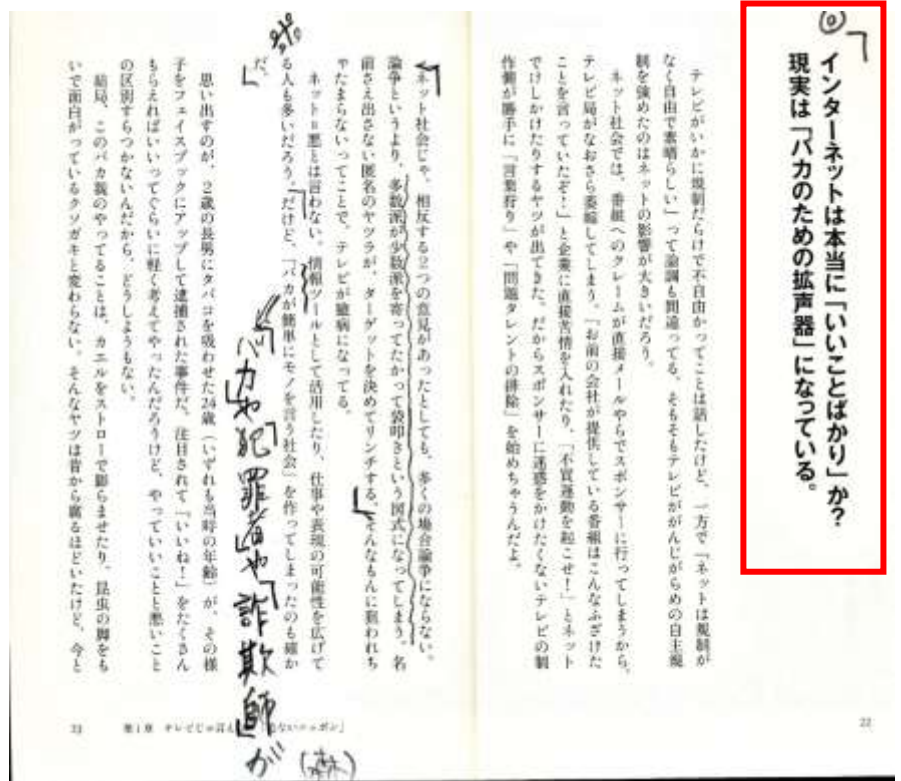 インターネットは本当に「いいことばかり」か?
現実は「バカのための拡声器」になっている。
テレビがいかに規制だらけで不自由かってことは話したけど、一方で「ネットは規制が
なく自由で素晴らしい」って論調も間違ってる。そもそもテレビががんじがらめの自主規
制を強めたのはネットの影響が大きいだろう。
ネット社会では、番組へのクレームが直接メールやらでスポンサーに行ってしまうから、
テレビ局がなおさら萎縮してしまう。「お前の会社が提供している番組はこんなふざけた
ことを言っていたぞ!」と企業に直接苦情を入れたり、「不買運動を起こせ!」とネット
でけしかけたりするヤツが出てきた。だからスポンサーに迷惑をかけたくないテレビの制
作側が勝手に「言葉狩り」や「問題タレントの排除」を始めちゃうんだよ。
22
ネット社会じゃ、相反する2つの意見があったとしても、多くの場合論争にならない。
論争というより、多数派が少数派を寄ってたかって袋叩きという図式になってしまう。名
前さえ出さない匿名のヤツラが、ターゲットを決めてリンチする。そんなもんに狙われち
ゃたまらないってことで、テレビが臆病になってる。
ネット=悪とは言わない。情報ツールとして活用したり、仕事や表現の可能性を広げて
る人も多いだろう。だけど、「バカが簡単にモノを言う社会」を作ってしまったのも確か
だ。
バカや犯罪者や詐欺師が
思い出すのが、2歳の長男にタバコを吸わせた24歳(いずれも当時の年齢)が、その様
子をフェイスブックにアップして逮捕された事件だ。注目されて「いいね!」をたくさん
もらえればいいってぐらいに軽く考えてやったんだろうけど、やっていいことと悪いこと
の区別すらつかないんだから、どうしようもない。
結局、このバカ親のやってることは、カエルをストローで膨らませたり、昆虫の脚をも
いで面白がっているクソガキと変わらない。そんなヤツは昔から腐るほどいたけど、今と
23 第1章 テレビじゃ言え ないニッポン」